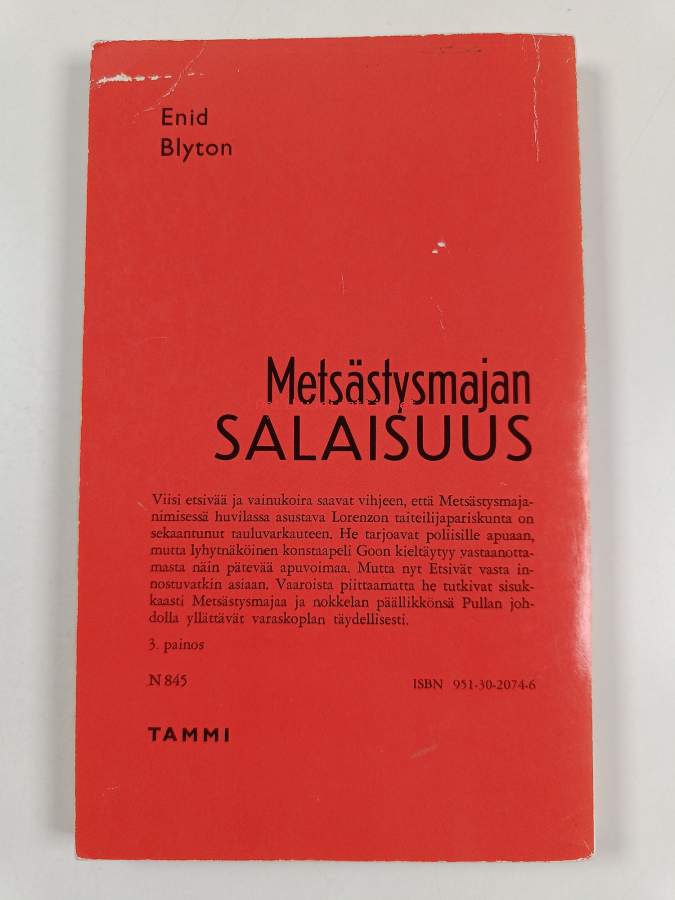 Enid
Blyton
Metsästysmajan
SALAISUUS
Viisi etsivää ja vainukoira saavat vihjeen, että Metsästysmaja-
nimisessä huvilassa asustava Lorenzon taiteilijapariskunta on
sekaantunut tauluvarkauteen. He tarjoavat poliisille apuaan,
mutta lyhytnäköinen konstaapeli Goon kieltäytyy vastaanotta-
masta näin pätevää apuvoimaa. Mutta nyt Etsivät vasta in-
nostuvatkin asiaan. Vaaroista piittaamatta he tutkivat sisuk-
kaasti Metsästysmajaa ja nokkelan päällikkönsä Pullan joh-
dolla yllättävät varaskoplan täydellisesti.
3. painos
N 845
ISBN 951-30-2074-6
TAMMI